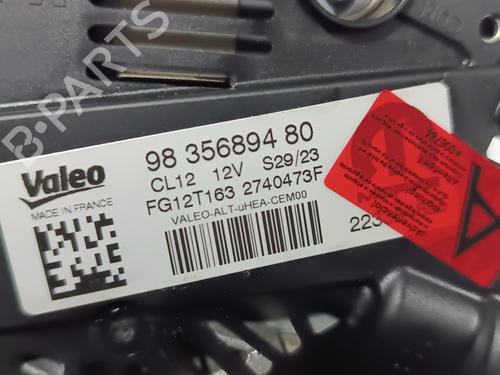 Valeo
MADE IN FRANCE
98 356894 80
CL12 12V S29/23
FG12T163 2740473F
VALEO-ALT-uHEA-CEM00
223
B-PARTS